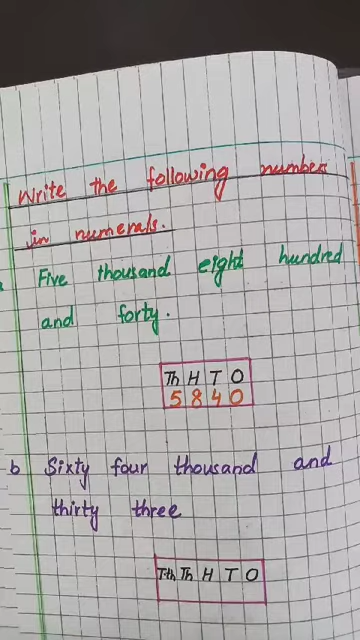 Write the following numbers
in numerals.
Five thousand eight hundred
and forty.
Th H T O
5 8 4 0
b Sixty four thousand and
thirty three
T.th Th H T O